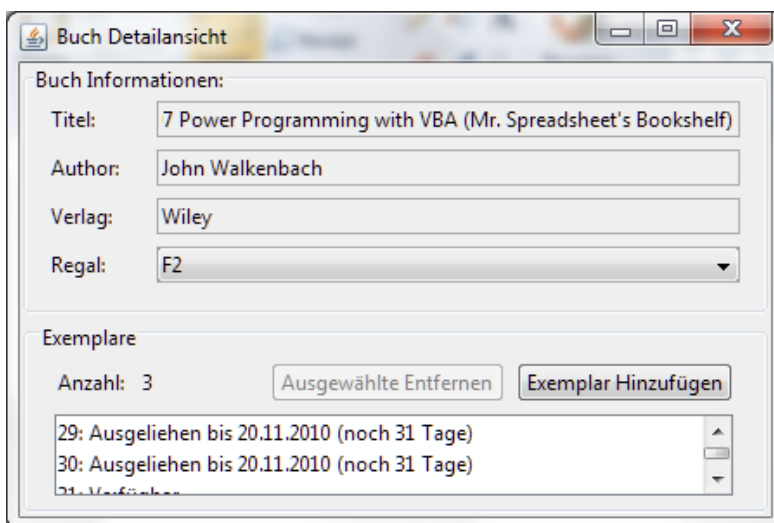 Buch Detailansicht
Buch Informationen:
Titel: 7 Power Programming with VBA (Mr. Spreadsheet's Bookshelf)
Author: John Walkenbach
Verlag: Wiley
Regal: F2
Exemplare
Anzahl: 3 Ausgewählte Entfernen Exemplar Hinzufügen
29: Ausgeliehen bis 20.11.2010 (noch 31 Tage)
30: Ausgeliehen bis 20.11.2010 (noch 31 Tage)
31: Verfügbar